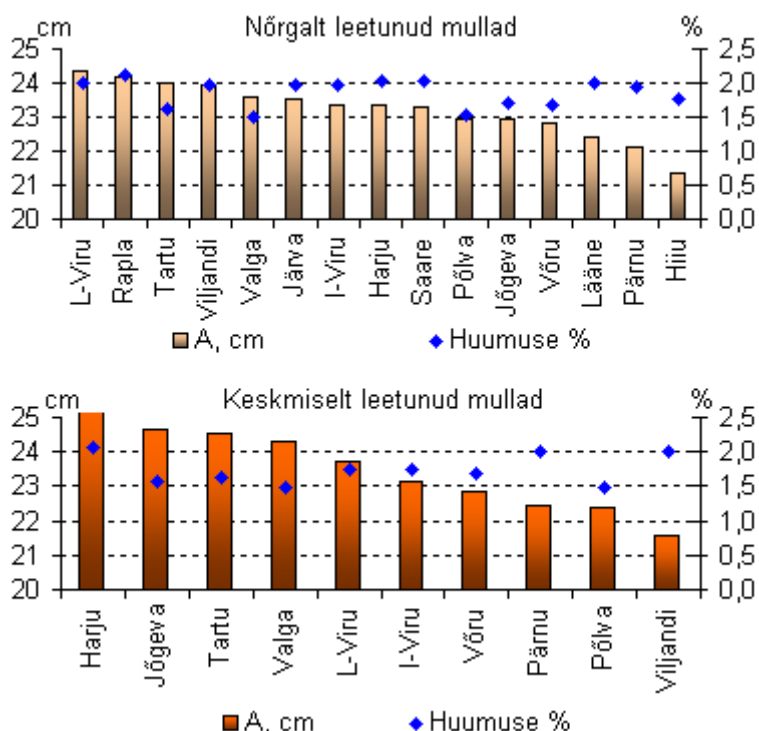 cm Nõrgalt leetunud mullad %
25 2,5
24 2,0
23 1,5
22 1,0
21 0,5
20 0,0
L-Viru Rapla Tartu Viljandi Valga Järva I-Viru Harju Saare Põlva Jõgeva Võru Lääne Pärnu Hiiu
A, cm Huumuse %
cm Keskmiselt leetunud mullad %
25 2,5
24 2,0
23 1,5
22 1,0
21 0,5
20 0,0
Harju Jõgeva Tartu Valga L-Viru I-Viru Võru Pärnu Põlva Viljandi
A, cm Huumuse %